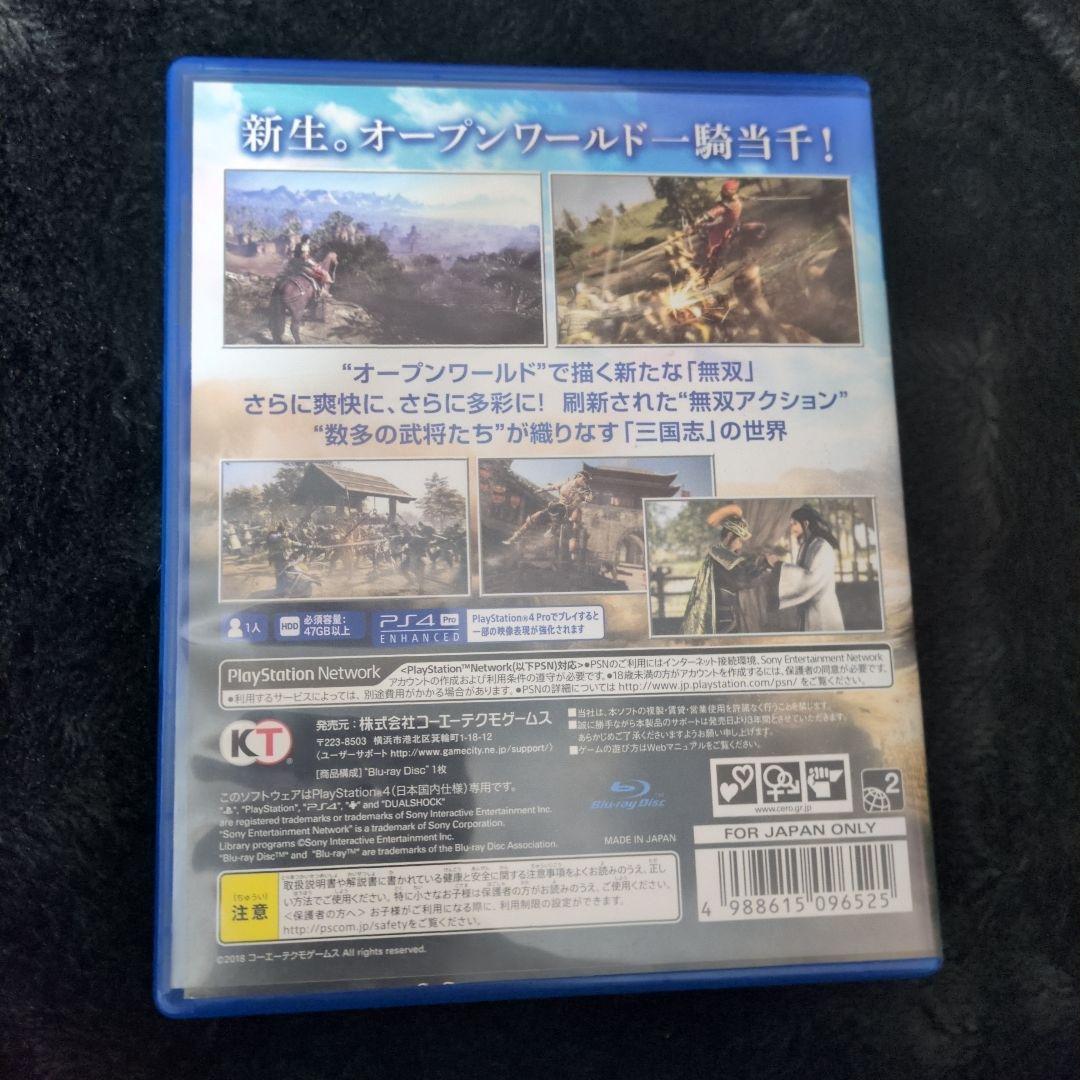 新生。オープンワールド一騎当千！
“オープンワールド”で描く新たな「無双」
さらに爽快に、さらに多彩に！ 刷新された“無双アクション”
“数多の武将たち”が織りなす「三国志」の世界
1人
HDD 必須容量:
47GB以上
PS4 Pro
ENHANCED
PlayStation®4 Proでプレイすると
一部の映像表現が強化されます
PlayStation Network
<PlayStation™Network(以下PSN)対応>●PSNのご利用にはインターネット接続環境、Sony Entertainment Network
アカウントの作成および利用条件の遵守が必要です。●18歳未満の方がアカウントを作成するには、保護者の同意が必要です。
●利用するサービスによっては、別途費用がかかる場合があります。●PSNの詳細については http://www.jp.playstation.com/psn/ をご覧ください。
KT
発売元：株式会社コーエーテクモゲームス
〒223-8503 横浜市港北区箕輪町1-18-12
〈ユーザーサポート http://www.gamecity.ne.jp/support/〉
■当社は、本ソフトの複製・賃貸・営業使用を許諾なく行うことを禁じます。
■誠に勝手ながら本製品のサポートは発売日より3年間とさせていただきます。
あらかじめご了承くださいますようお願い申し上げます。
■ゲームの遊び方はWebマニュアルをご覧ください。
[商品構成] “Blu-ray Disc” 1枚
このソフトウェアはPlayStation®4(日本国内仕様)専用です。
", "PlayStation", "PS4", " and "DUALSHOCK"
are registered trademarks or trademarks of Sony Interactive Entertainment Inc.
"Sony Entertainment Network" is a trademark of Sony Corporation.
Library programs ©Sony Interactive Entertainment Inc.
"Blu-ray Disc™" and "Blu-ray™" are trademarks of the Blu-ray Disc Association.
Blu-ray Disc™
MADE IN JAPAN
www.cero.gr.jp
2
FOR JAPAN ONLY
4 988615 096525
(ちゅうい)
注意
取扱説明書や解説書に書かれている健康と安全に関する注意事項をよくお読みのうえ、正し
い方法でご使用ください。特に小さなお子様は保護者の方がお読みのうえ、ご使用ください。
<保護者の方へ> お子様がご利用になる際に、利用制限の設定ができます。
http://pscom.jp/safetyをご覧ください。
©2018 コーエーテクモゲームス All rights reserved.